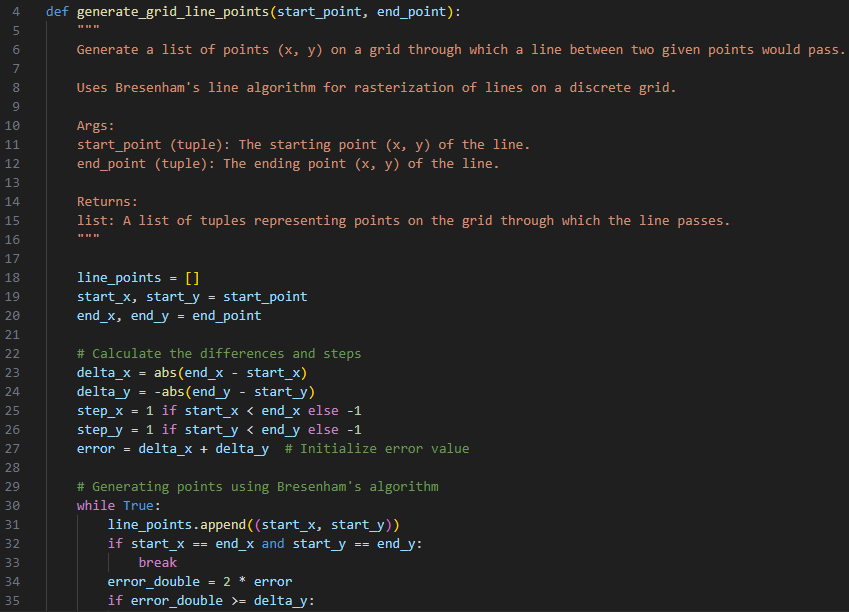 4 def generate_grid_line_points(start_point, end_point):
5 """
6 Generate a list of points (x, y) on a grid through which a line between two given points would pass.
7
8 Uses Bresenham's line algorithm for rasterization of lines on a discrete grid.
9
10 Args:
11 start_point (tuple): The starting point (x, y) of the line.
12 end_point (tuple): The ending point (x, y) of the line.
13
14 Returns:
15 list: A list of tuples representing points on the grid through which the line passes.
16 """
17
18 line_points = []
19 start_x, start_y = start_point
20 end_x, end_y = end_point
21
22 # Calculate the differences and steps
23 delta_x = abs(end_x - start_x)
24 delta_y = -abs(end_y - start_y)
25 step_x = 1 if start_x < end_x else -1
26 step_y = 1 if start_y < end_y else -1
27 error = delta_x + delta_y  # Initialize error value
28
29 # Generating points using Bresenham's algorithm
30 while True:
31 line_points.append((start_x, start_y))
32 if start_x == end_x and start_y == end_y:
33 break
34 error_double = 2 * error
35 if error_double >= delta_y: